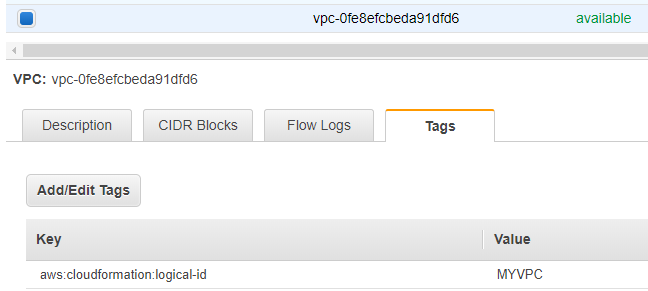 vpc-0fe8efcbeda91dfd6 available
VPC: vpc-0fe8efcbeda91dfd6
Description CIDR Blocks Flow Logs Tags
Add/Edit Tags
Key Value
aws:cloudformation:logical-id MYVPC